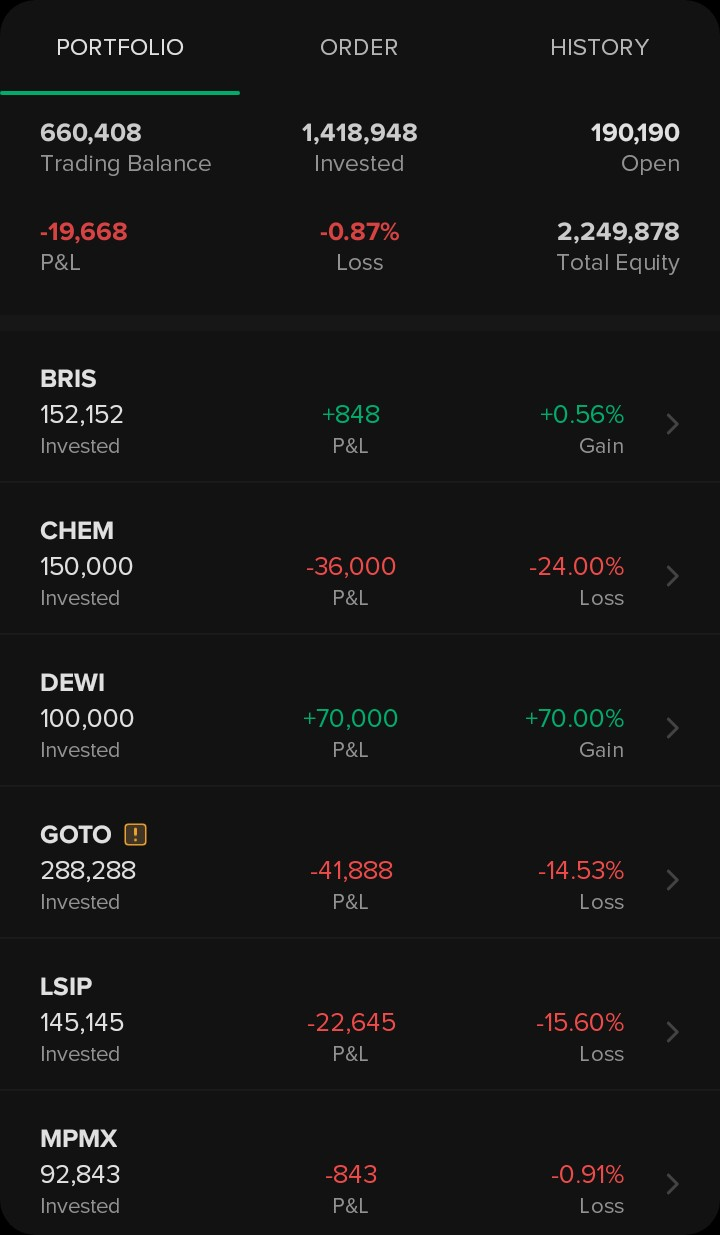 PORTFOLIO ORDER HISTORY
660,408 1,418,948 190,190
Trading Balance Invested Open
-19,668 -0.87% 2,249,878
P&L Loss Total Equity
BRIS
152,152 +848 +0.56%
Invested P&L Gain
CHEM
150,000 -36,000 -24.00%
Invested P&L Loss
DEWI
100,000 +70,000 +70.00%
Invested P&L Gain
GOTO !
288,288 -41,888 -14.53%
Invested P&L Loss
LSIP
145,145 -22,645 -15.60%
Invested P&L Loss
MPMX
92,843 -843 -0.91%
Invested P&L Loss